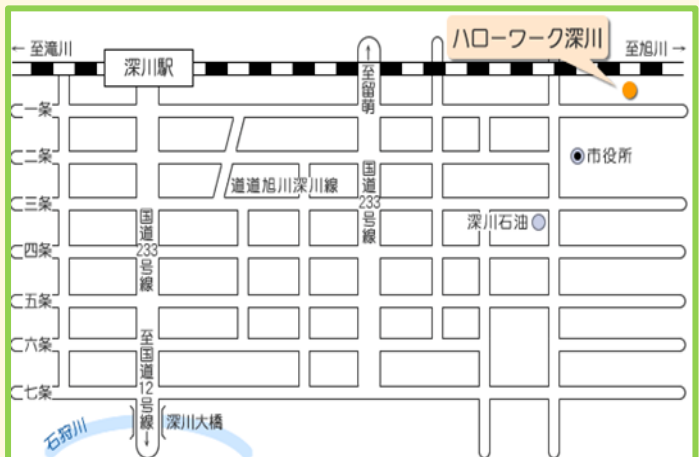 ハローワーク深川
←至滝川
深川駅
至旭川→
←至留萌
一条
二条
市役所
道道旭川深川線
国道233号線
三条
深川石油
国道233号線
四条
五条
六条
至国道12号線→
七条
石狩川
深川大橋